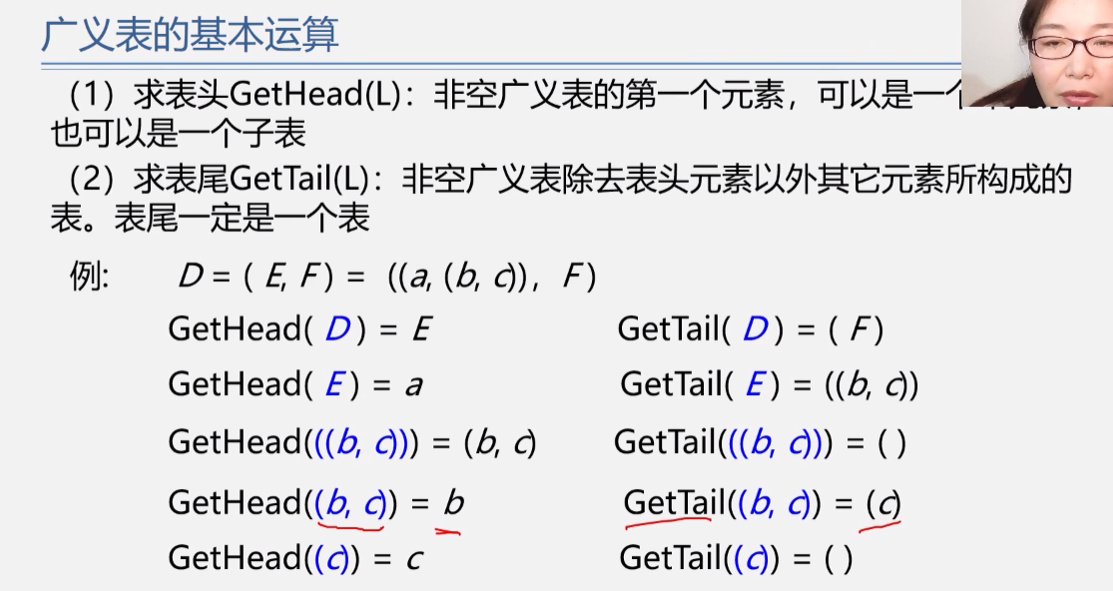 广义表的基本运算
（1）求表头GetHead(L)：非空广义表的第一个元素，可以是一个
也可以是一个子表
（2）求表尾GetTail(L)：非空广义表除去表头元素以外其它元素所构成的
表。表尾一定是一个表
例: D = ( E, F ) = ((a, (b, c)), F )
GetHead( D ) = E GetTail( D ) = ( F )
GetHead( E ) = a GetTail( E ) = ((b, c))
GetHead(((b, c))) = (b, c) GetTail(((b, c))) = ( )
GetHead((b, c)) = b GetTail((b, c)) = (c)
GetHead((c)) = c GetTail((c)) = ( )